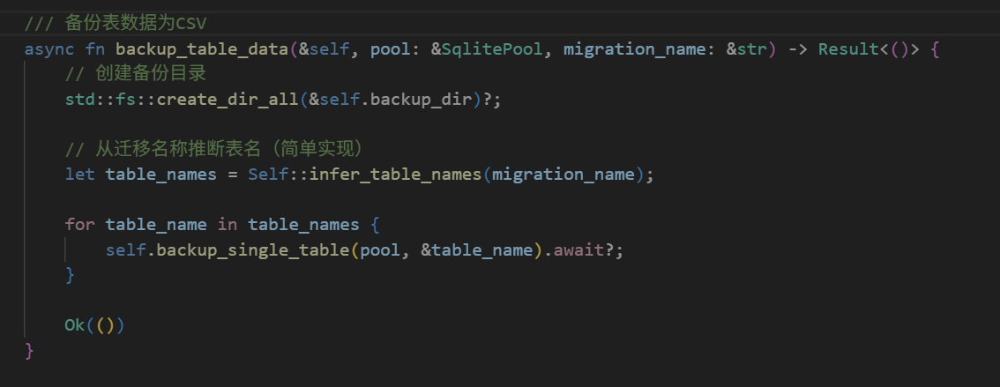 /// 备份表数据为CSV
async fn backup_table_data(&self, pool: &SqlitePool, migration_name: &str) -> Result<()> {
    // 创建备份目录
    std::fs::create_dir_all(&self.backup_dir)?;

    // 从迁移名称推断表名（简单实现）
    let table_names = Self::infer_table_names(migration_name);

    for table_name in table_names {
        self.backup_single_table(pool, &table_name).await?;
    }

    Ok(())
}